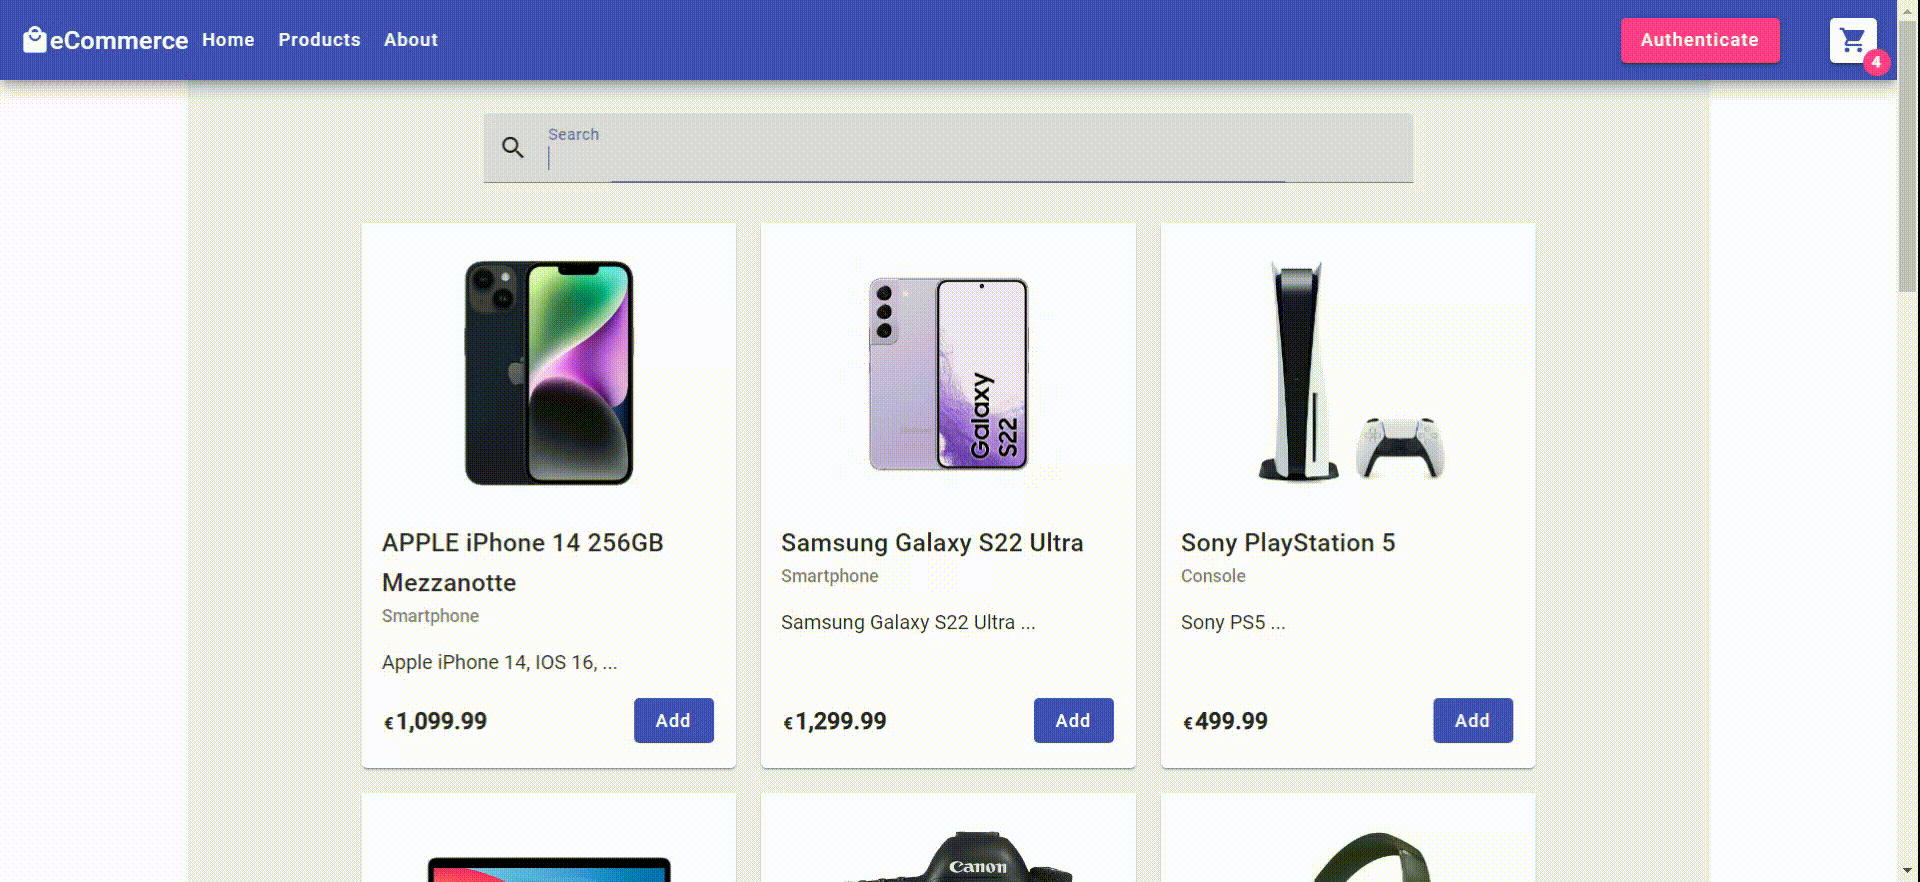 eCommerce Home Products About Authenticate
4
Search
Galaxy
S22
APPLE iPhone 14 256GB
Mezzanotte
Smartphone
Apple iPhone 14, IOS 16, ...
€1,099.99 Add
Samsung Galaxy S22 Ultra
Smartphone
Samsung Galaxy S22 Ultra ...
€1,299.99 Add
Sony PlayStation 5
Console
Sony PS5 ...
€499.99 Add
Canon